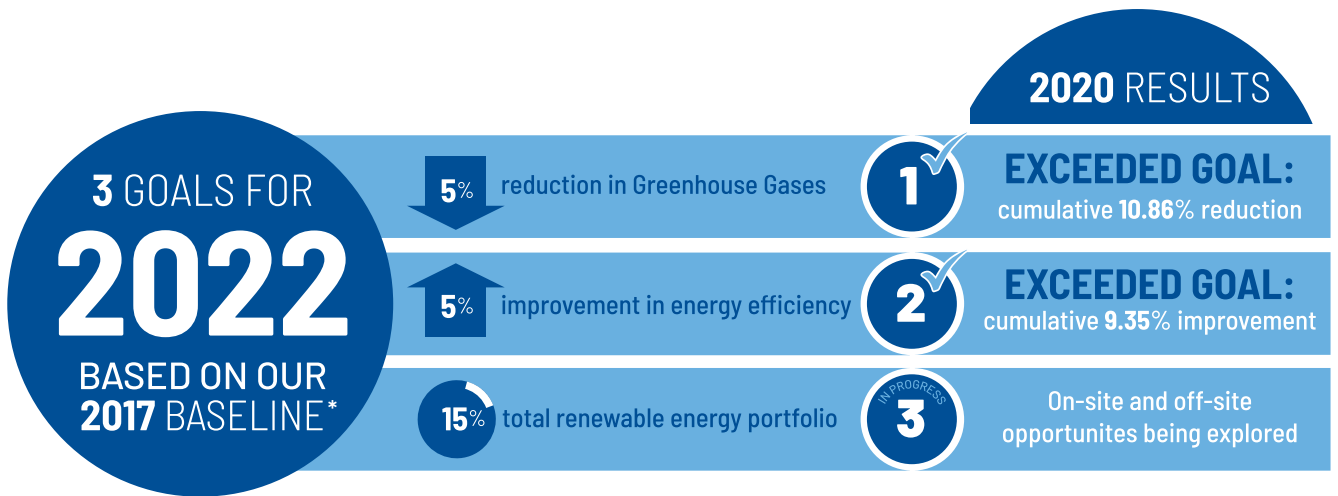 2020 RESULTS
3 GOALS FOR
2022
BASED ON OUR
2017 BASELINE*
5% reduction in Greenhouse Gases
1
EXCEEDED GOAL:
cumulative 10.86% reduction
5% improvement in energy efficiency
2
EXCEEDED GOAL:
cumulative 9.35% improvement
15% total renewable energy portfolio
IN PROGRESS
3
On-site and off-site
opportunites being explored